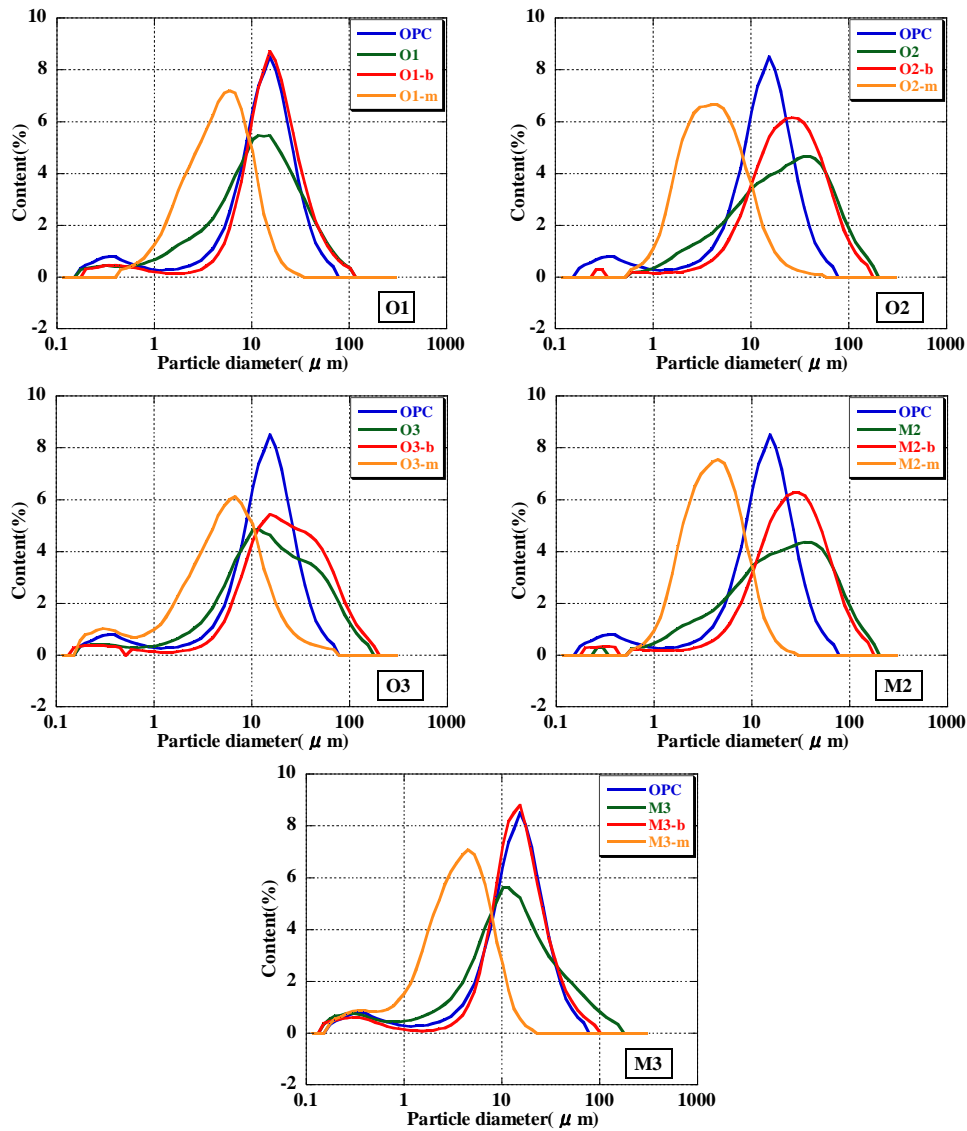 10
8
6
4
2
0
-2
Content(%)
0.1 1 10 100 1000
Particle diameter( μ m)
OPC
O1
O1-b
O1-m
O1
10
8
6
4
2
0
-2
Content(%)
0.1 1 10 100 1000
Particle diameter( μ m)
OPC
O2
O2-b
O2-m
O2
10
8
6
4
2
0
-2
Content(%)
0.1 1 10 100 1000
Particle diameter( μ m)
OPC
O3
O3-b
O3-m
O3
10
8
6
4
2
0
-2
Content(%)
0.1 1 10 100 1000
Particle diameter( μ m)
OPC
M2
M2-b
M2-m
M2
10
8
6
4
2
0
-2
Content(%)
0.1 1 10 100 1000
Particle diameter( μ m)
OPC
M3
M3-b
M3-m
M3